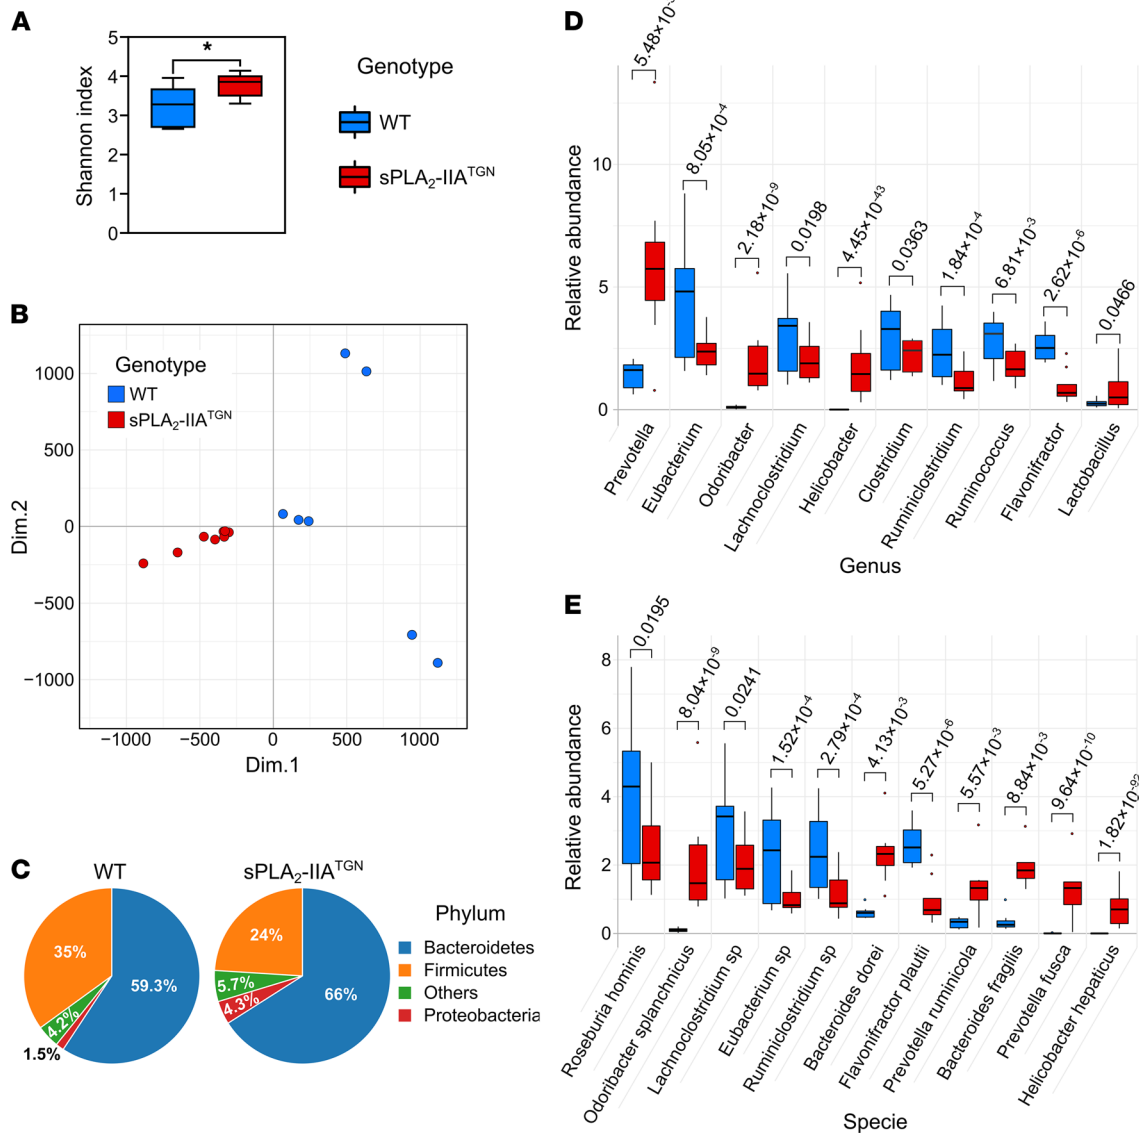 A
Shannon index
5
4
3
2
1
0
*
Genotype
WT
sPLA₂-IIAᵀᴳᴺ
B
Dim.2
1000
500
0
−500
−1000
Genotype
WT
sPLA₂-IIAᵀᴳᴺ
−1000
−500
0
500
1000
Dim.1
C
WT
35%
59.3%
4.2%
1.5%
sPLA₂-IIAᵀᴳᴺ
24%
5.7%
4.3%
66%
Phylum
Bacteroidetes
Firmicutes
Others
Proteobacteria
D
Relative abundance
10
5
0
8.05×10⁻⁴
2.18×10⁻⁹
0.0198
4.45×10⁻⁴³
0.0363
1.84×10⁻⁴
6.81×10⁻³
2.62×10⁻⁶
0.0466
Prevotella
Eubacterium
Odoribacter
Lachnoclostridium
Helicobacter
Clostridium
Ruminiclostridium
Ruminococcus
Flavonifractor
Lactobacillus
Genus
E
Relative abundance
8
6
4
2
0
0.0195
8.04×10⁻⁹
0.0241
1.52×10⁻⁴
2.79×10⁻⁴
4.13×10⁻³
5.27×10⁻⁶
5.57×10⁻³
8.84×10⁻³
9.64×10⁻¹⁰
Roseburia hominis
Odoribacter splanchnicus
Lachnoclostridium sp
Eubacterium sp
Ruminiclostridium sp
Bacteroides dorei
Flavonifractor plautii
Prevotella ruminicola
Bacteroides fragilis
Prevotella fusca
Helicobacter hepaticus
Specie